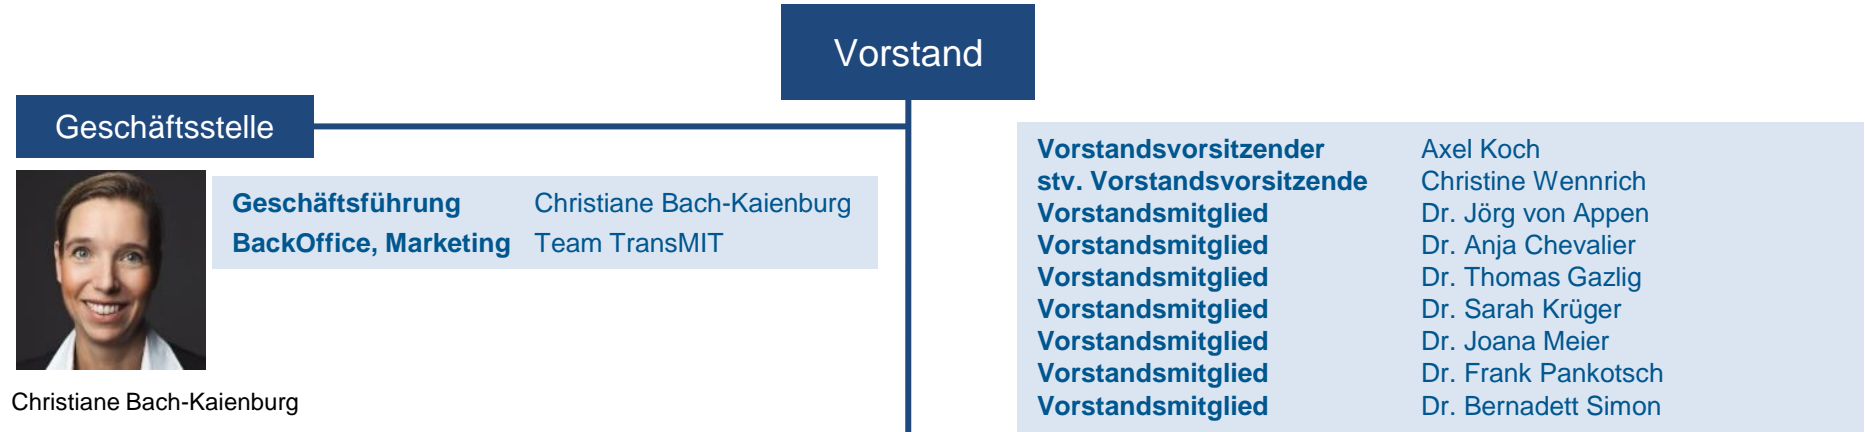 Vorstand
Geschäftsstelle
Geschäftsführung Christiane Bach-Kaienburg
BackOffice, Marketing Team TransMIT
Christiane Bach-Kaienburg
Vorstandsvorsitzender Axel Koch
stv. Vorstandsvorsitzende Christine Wennrich
Vorstandsmitglied Dr. Jörg von Appen
Vorstandsmitglied Dr. Anja Chevalier
Vorstandsmitglied Dr. Thomas Gazlig
Vorstandsmitglied Dr. Sarah Krüger
Vorstandsmitglied Dr. Joana Meier
Vorstandsmitglied Dr. Frank Pankotsch
Vorstandsmitglied Dr. Bernadett Simon